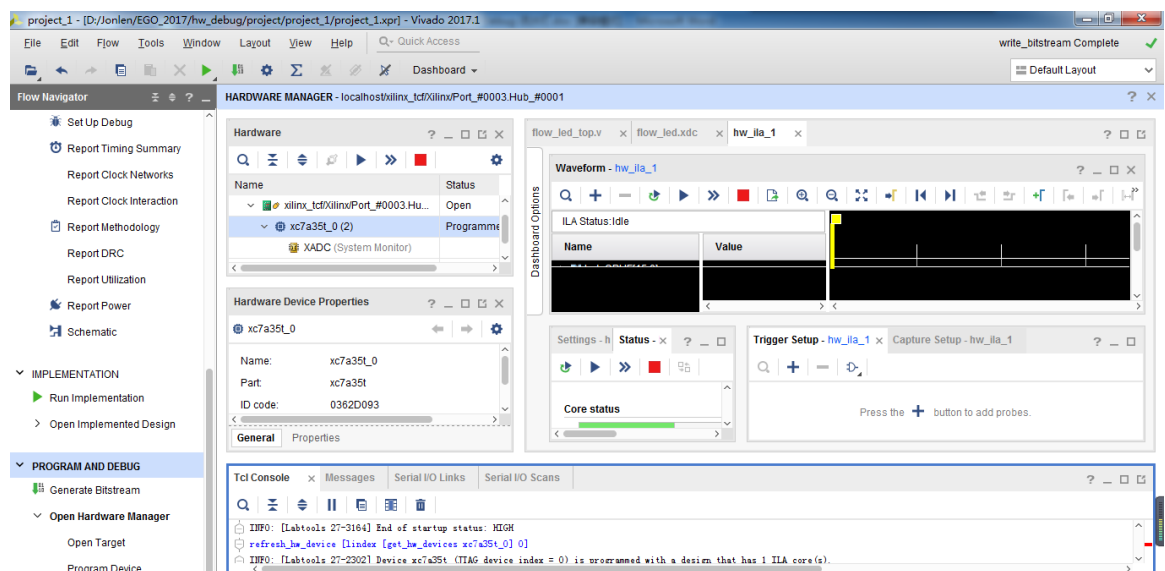 project_1 - [D:/Jonlen/EGO_2017/hw_debug/project/project_1/project_1.xpr] - Vivado 2017.1
File Edit Flow Tools Window Layout View Help Quick Access
write_bitstream Complete
Dashboard
Default Layout
Flow Navigator
HARDWARE MANAGER - localhost/xilinx_tcf/Xilinx/Port_#0003.Hub_#0001
Set Up Debug
Report Timing Summary
Report Clock Networks
Report Clock Interaction
Report Methodology
Report DRC
Report Utilization
Report Power
Schematic
IMPLEMENTATION
Run Implementation
Open Implemented Design
PROGRAM AND DEBUG
Generate Bitstream
Open Hardware Manager
Open Target
Program Device
Hardware
Name Status
xilinx_tcf/Xilinx/Port_#0003.Hu... Open
xc7a35t_0 (2) Programme
XADC (System Monitor)
Hardware Device Properties
xc7a35t_0
Name: xc7a35t_0
Part: xc7a35t
ID code: 0362D093
General Properties
flow_led_top.v flow_led.xdc hw_ila_1
Dashboard Options
Waveform - hw_ila_1
ILA Status:Idle
Name Value
Settings - h Status - Trigger Setup - hw_ila_1 Capture Setup - hw_ila_1
Core status
Press the + button to add probes.
Tcl Console Messages Serial I/O Links Serial I/O Scans
INFO: [Labtools 27-3164] End of startup status: HIGH
refresh_hw_device [lindex [get_hw_devices xc7a35t_0] 0]
INFO: [Labtools 27-2302] Device xc7a35t (JTAG device index = 0) is programmed with a design that has 1 ILA core(s).